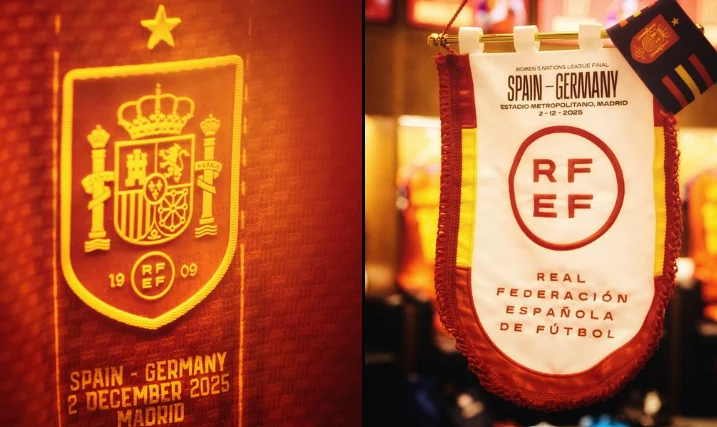 19 RF 09
EF
SPAIN - GERMANY
2 DECEMBER 2025
MADRID
WOMEN'S NATIONS LEAGUE FINAL
SPAIN – GERMANY
ESTADIO METROPOLITANO, MADRID
2 - 12 - 2025
RF
EF
REAL
FEDERACIÓN
ESPAÑOLA
DE FÚTBOL